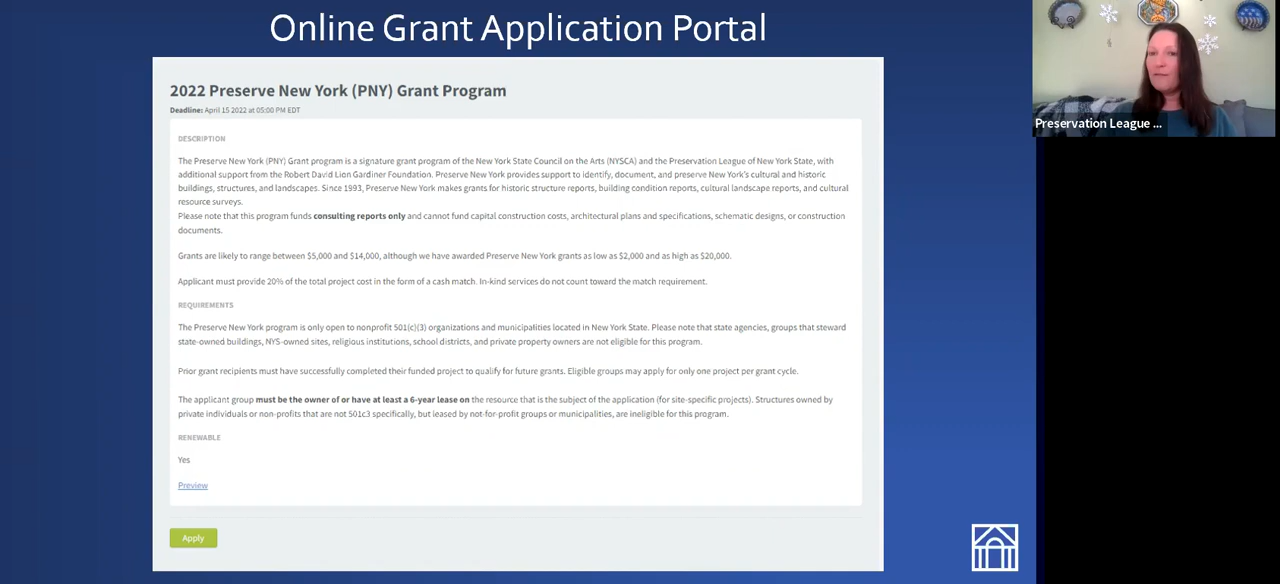 Online Grant Application Portal
2022 Preserve New York (PNY) Grant Program
Deadline: April 15 2022 at 05:00 PM EDT
DESCRIPTION
The Preserve New York (PNY) Grant program is a signature grant program of the New York State Council on the Arts (NYSCA) and the Preservation League of New York State, with
additional support from the Robert David Lion Gardiner Foundation. Preserve New York provides support to identify, document, and preserve New York's cultural and historic
buildings, structures, and landscapes. Since 1993, Preserve New York makes grants for historic structure reports, building condition reports, cultural landscape reports, and cultural
resource surveys.
Please note that this program funds consulting reports only and cannot fund capital construction costs, architectural plans and specifications, schematic designs, or construction
documents.
Grants are likely to range between $5,000 and $14,000, although we have awarded Preserve New York grants as low as $2,000 and as high as $20,000.
Applicant must provide 20% of the total project cost in the form of a cash match. In-kind services do not count toward the match requirement.
REQUIREMENTS
The Preserve New York program is only open to nonprofit 501(c)(3) organizations and municipalities located in New York State. Please note that state agencies, groups that steward
state-owned buildings, NYS-owned sites, religious institutions, school districts, and private property owners are not eligible for this program.
Prior grant recipients must have successfully completed their funded project to qualify for future grants. Eligible groups may apply for only one project per grant cycle.
The applicant group must be the owner of or have at least a 6-year lease on the resource that is the subject of the application (for site-specific projects). Structures owned by
private individuals or non-profits that are not 501c3 specifically, but leased by not-for-profit groups or municipalities, are ineligible for this program.
RENEWABLE
Yes
Preview
Apply
Preservation League ...